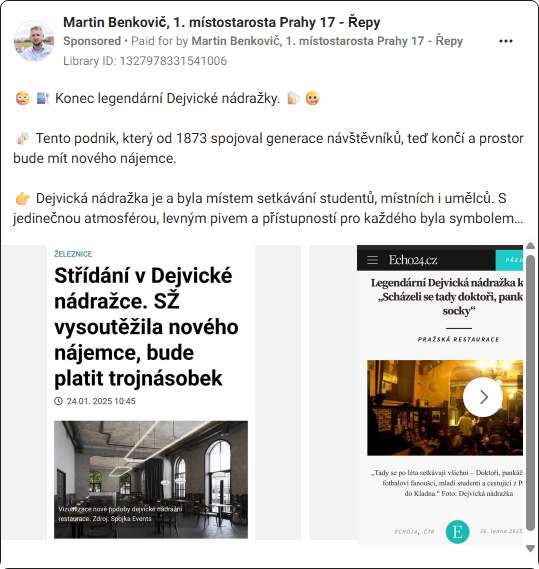 Martin Benkovič, 1. místostarosta Prahy 17 - Řepy
Sponsored • Paid for by Martin Benkovič, 1. místostarosta Prahy 17 - Řepy
Library ID: 1327978331541006
Konec legendární Dejvické nádražky.
Tento podnik, který od 1873 spojoval generace návštěvníků, teď končí a prostor
bude mít nového nájemce.
Dejvická nádražka je a byla místem setkávání studentů, místních i umělců. S
jedinečnou atmosférou, levným pivem a přístupností pro každého byla symbolem...
ŽELEZNICE
Střídání v Dejvické
nádražce. SŽ
vysoutěžila nového
nájemce, bude
platit trojnásobek
24.01. 2025 10:45
Vizualizace nové podoby dejvické nádražní
restaurace. Zdroj: Spojka Events
Echo24.cz
Legendární Dejvická nádražka k
„Scházeli se tady doktoři, pank
socky“
PRAŽSKÁ RESTAURACE
„Tady se po léta setkávají všichni – Doktoři, pankáč
fotbaloví fanoušci, mladí studenti a cestující z P
do Kladna." Foto: Dejvická nádražka
ECHO24, ČTK
E
26. ledna 2025